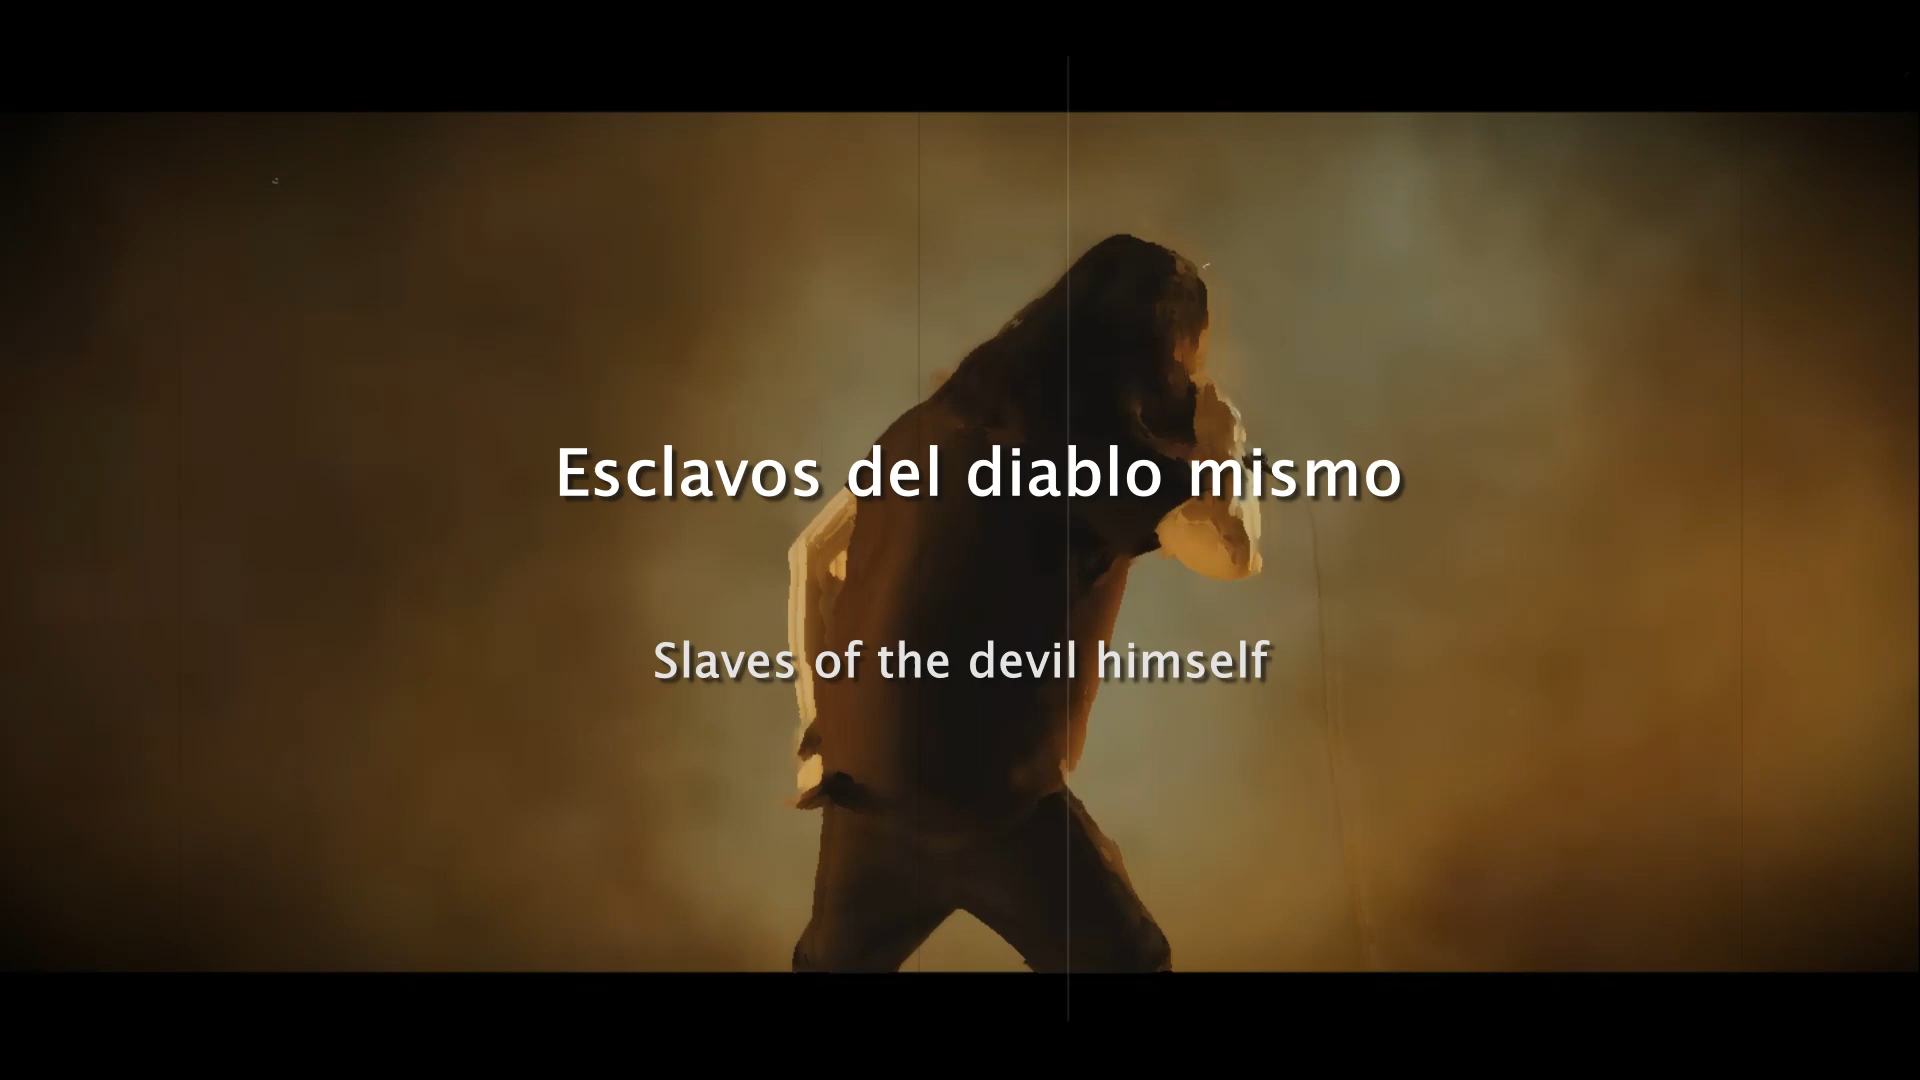 Esclavos del diablo mismo
Slaves of the devil himself